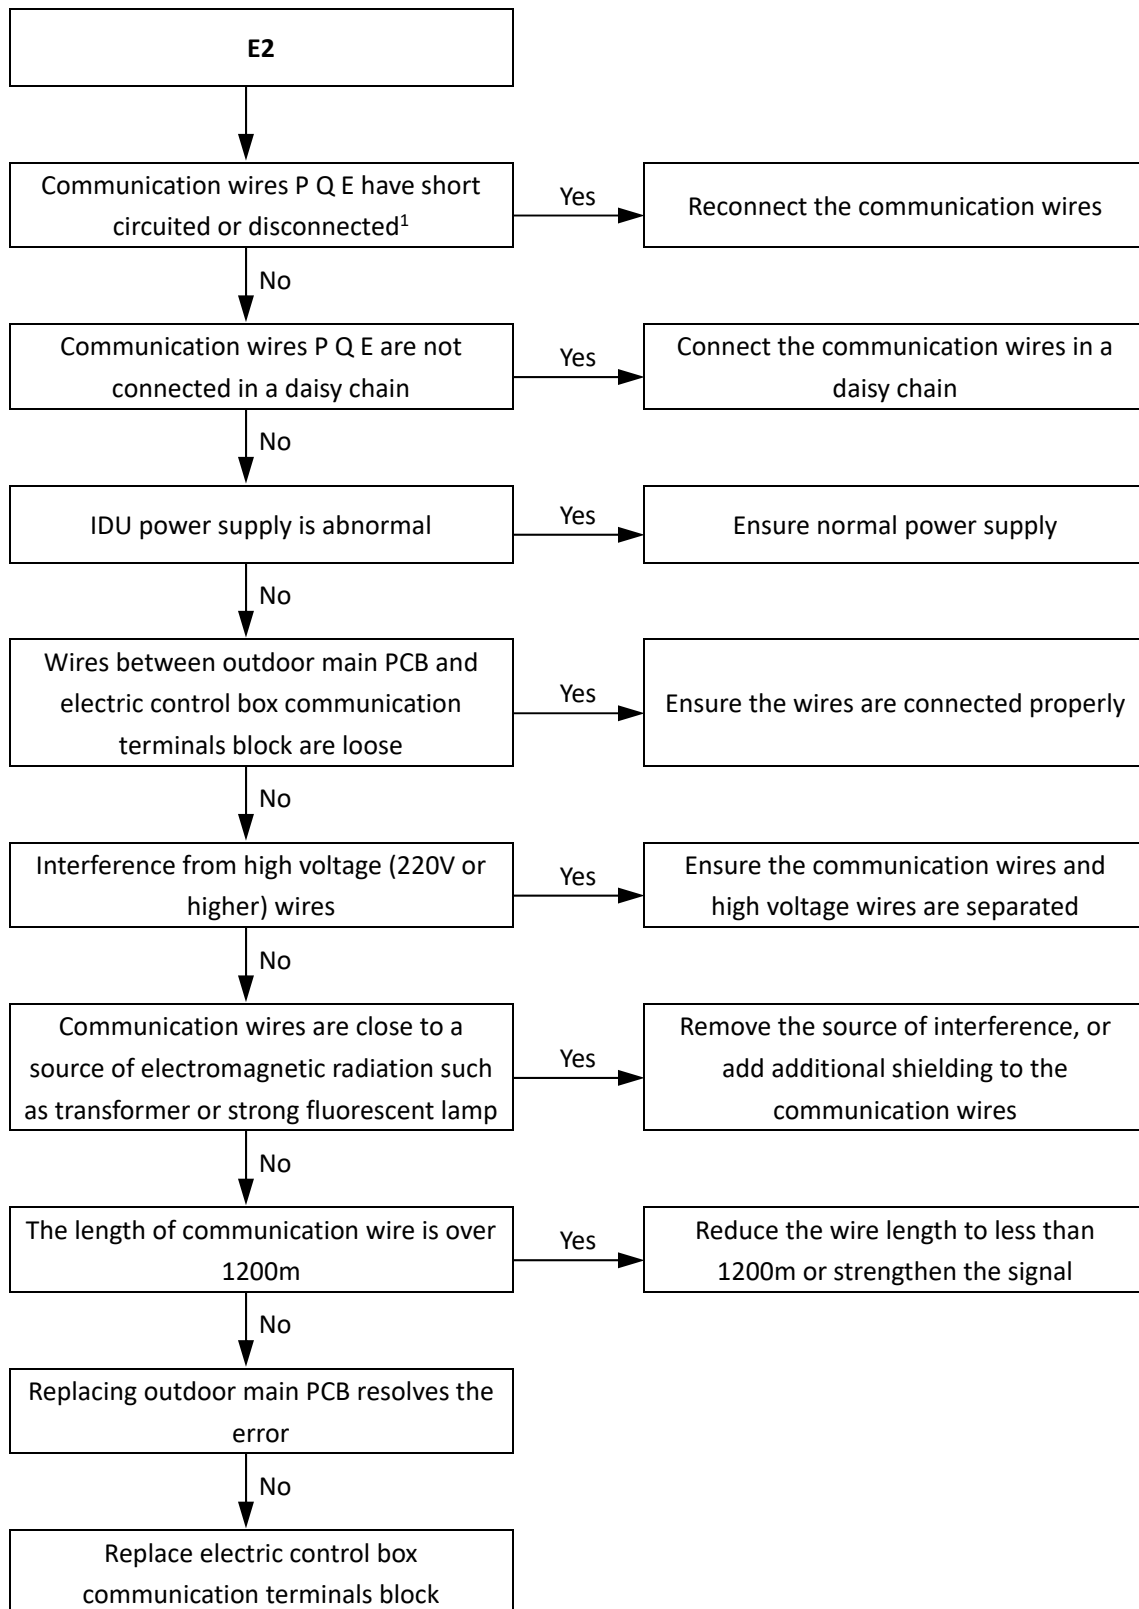 E2
Communication wires P Q E have short
circuited or disconnected¹
Yes
Reconnect the communication wires
No
Communication wires P Q E are not
connected in a daisy chain
Yes
Connect the communication wires in a
daisy chain
No
IDU power supply is abnormal
Yes
Ensure normal power supply
No
Wires between outdoor main PCB and
electric control box communication
terminals block are loose
Yes
Ensure the wires are connected properly
No
Interference from high voltage (220V or
higher) wires
Yes
Ensure the communication wires and
high voltage wires are separated
No
Communication wires are close to a
source of electromagnetic radiation such
as transformer or strong fluorescent lamp
Yes
Remove the source of interference, or
add additional shielding to the
communication wires
No
The length of communication wire is over
1200m
Yes
Reduce the wire length to less than
1200m or strengthen the signal
No
Replacing outdoor main PCB resolves the
error
No
Replace electric control box
communication terminals block